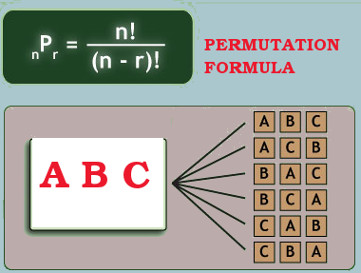 nPr = n! / (n - r)!
PERMUTATION
FORMULA
A B C
A B C
A C B
B A C
B C A
C A B
C B A